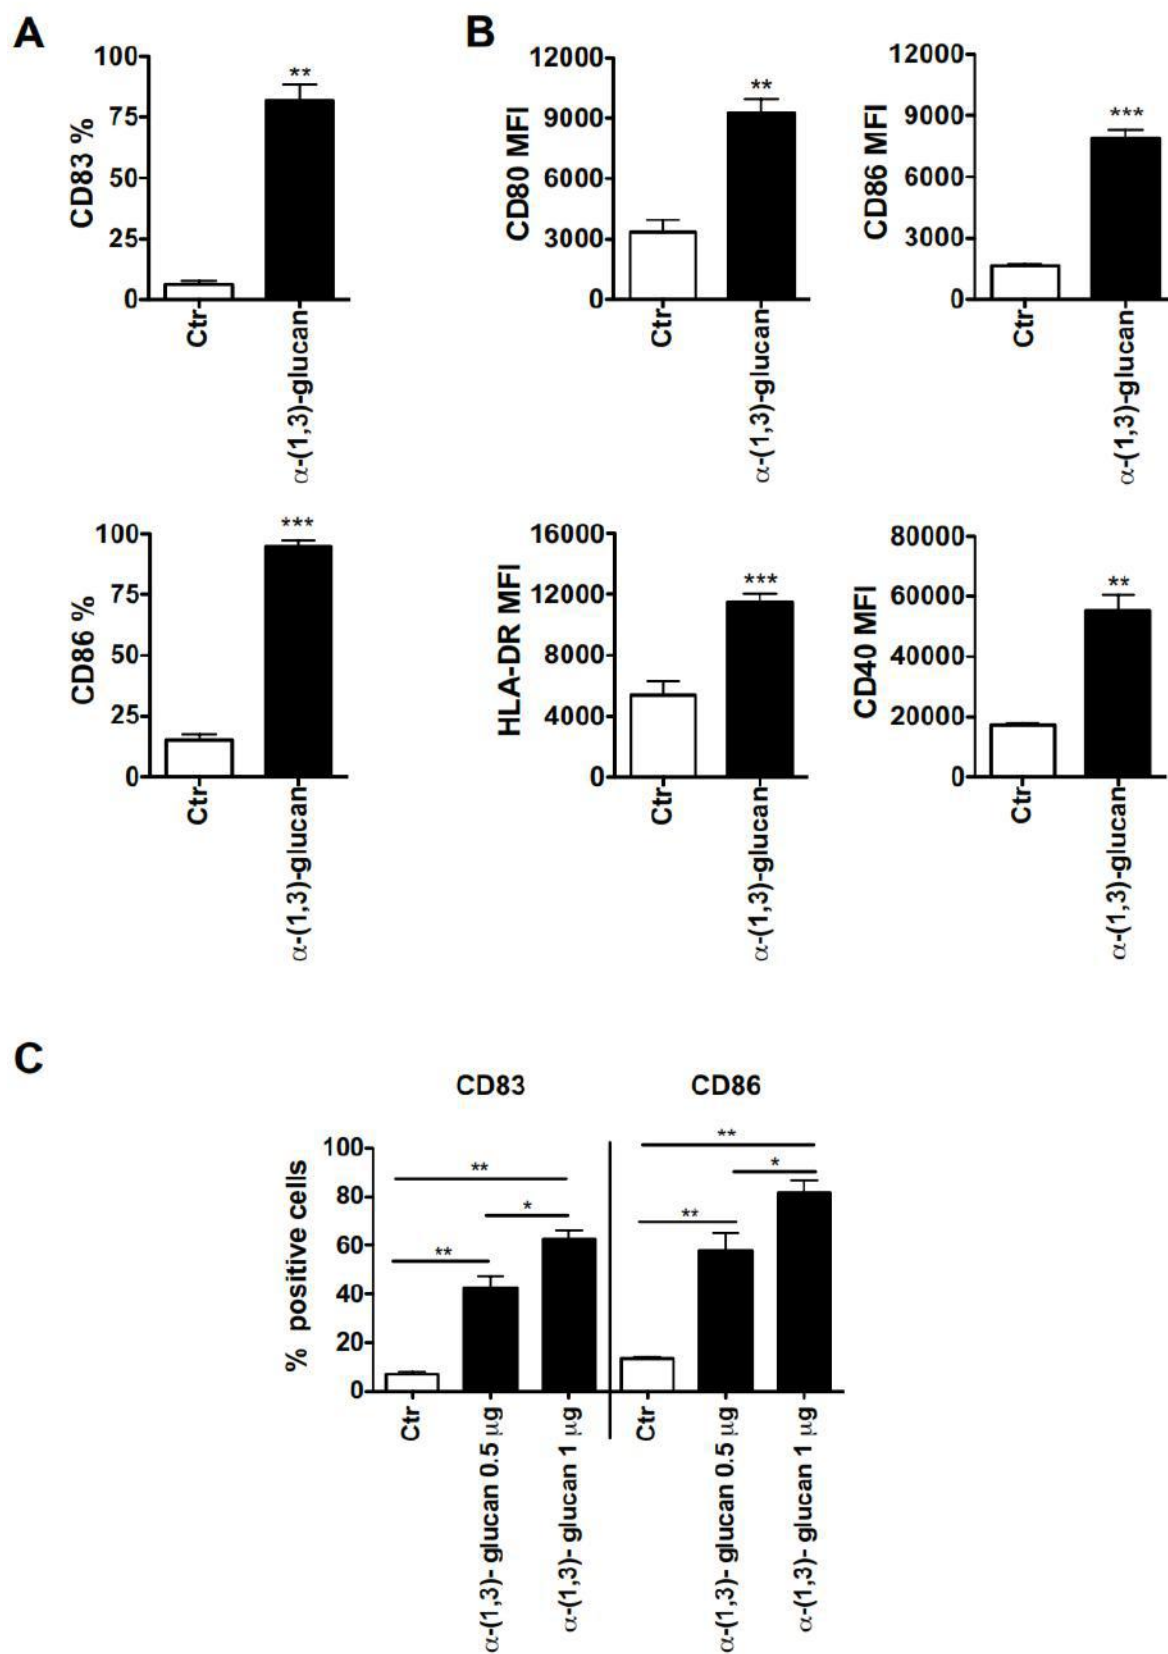 A
B
100
75
50
25
0
CD83 %
**
Ctr
α-(1,3)-glucan
12000
9000
6000
3000
0
CD80 MFI
**
Ctr
α-(1,3)-glucan
12000
9000
6000
3000
0
CD86 MFI
***
Ctr
α-(1,3)-glucan
100
75
50
25
0
CD86 %
***
Ctr
α-(1,3)-glucan
16000
12000
8000
4000
0
HLA-DR MFI
***
Ctr
α-(1,3)-glucan
80000
60000
40000
20000
0
CD40 MFI
**
Ctr
α-(1,3)-glucan
C
CD83
CD86
100
80
60
40
20
0
% positive cells
**
*
**
**
*
**
Ctr
α-(1,3)- glucan 0.5 µg
α-(1,3)- glucan 1 µg
Ctr
α-(1,3)- glucan 0.5 µg
α-(1,3)- glucan 1 µg